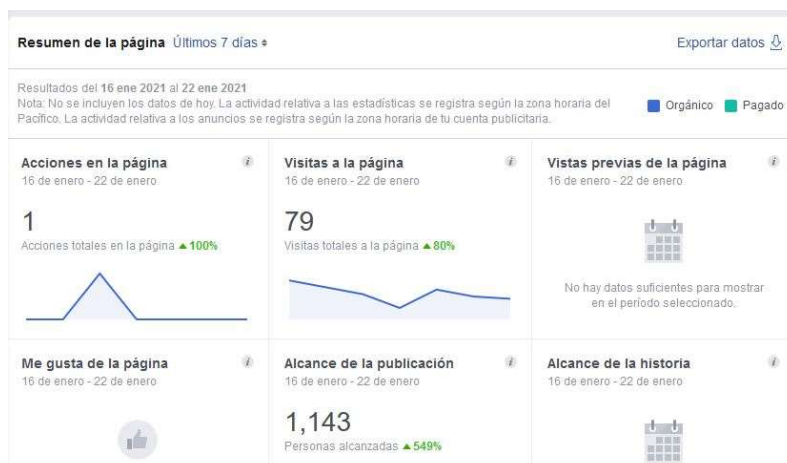 Resumen de la página Últimos 7 días
Exportar datos
Resultados del 16 ene 2021 al 22 ene 2021
Nota: No se incluyen los datos de hoy. La actividad relativa a las estadísticas se registra según la zona horaria del
Pacífico. La actividad relativa a los anuncios se registra según la zona horaria de tu cuenta publicitaria.
Orgánico Pagado
Acciones en la página
16 de enero - 22 de enero
1
Acciones totales en la página ▲100%
Visitas a la página
16 de enero - 22 de enero
79
Visitas totales a la página ▲80%
Vistas previas de la página
16 de enero - 22 de enero
No hay datos suficientes para mostrar
en el período seleccionado.
Me gusta de la página
16 de enero - 22 de enero
Alcance de la publicación
16 de enero - 22 de enero
1,143
Personas alcanzadas ▲549%
Alcance de la historia
16 de enero - 22 de enero